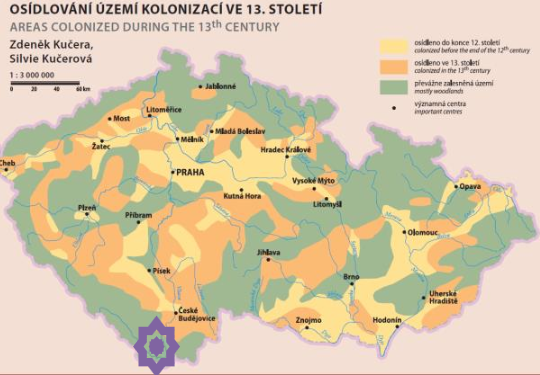 OSÍDLOVÁNÍ ÚZEMÍ KOLONIZACÍ VE 13. STOLETÍ
AREAS COLONIZED DURING THE 13th CENTURY
Zdeněk Kučera,
Silvie Kučerová
1 : 3 000 000
0 20 40 60 km
osídleno do konce 12. století
colonized before the end of the 12th century
osídleno ve 13. století
colonized in the 13th century
převážně zalesněná území
mostly woodlands
významná centra
important centres
Jablonné
Litoměřice
Most
Mladá Boleslav
Mělník
Žatec
Hradec Králové
Cheb
PRAHA
Vysoké Mýto
Opava
Kutná Hora
Litomyšl
Plzeň
Příbram
Olomouc
Jihlava
Písek
Brno
Uherské
Hradiště
České
Budějovice
Znojmo
Hodonín